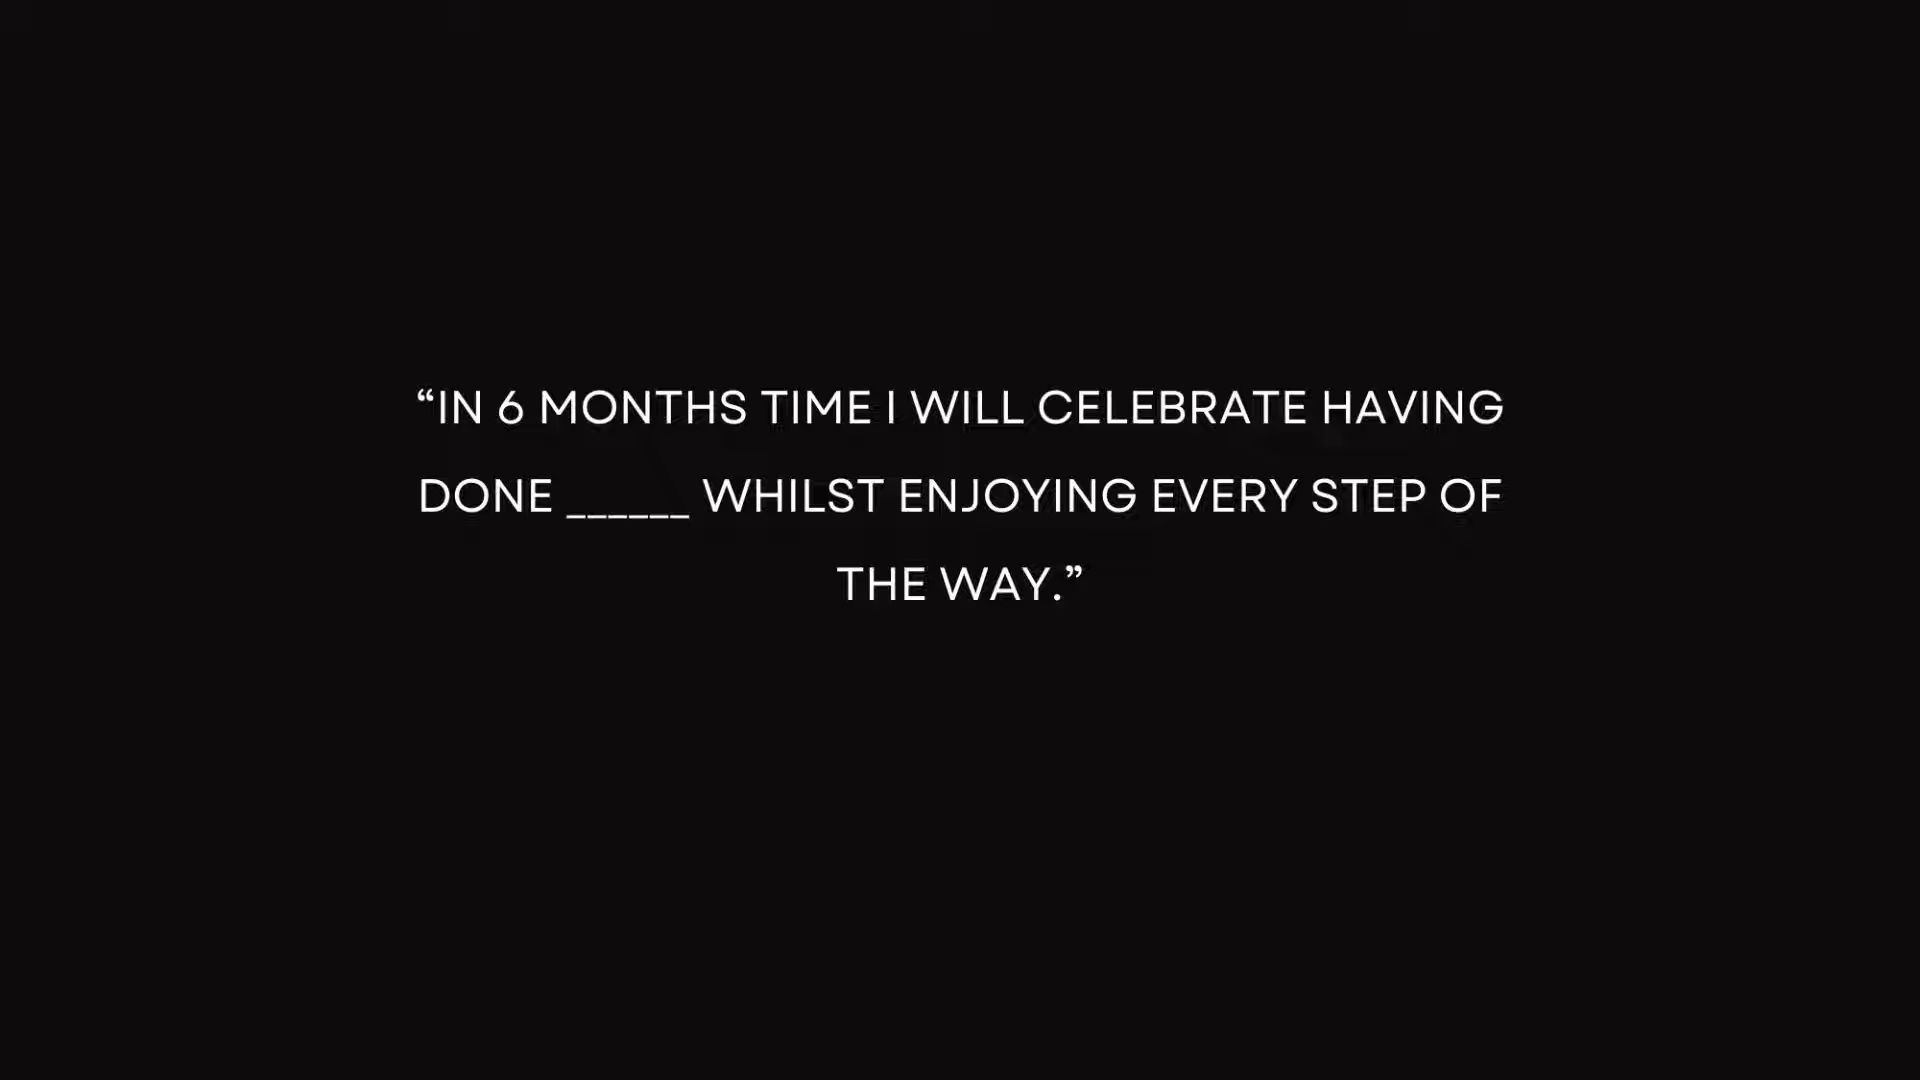 “IN 6 MONTHS TIME I WILL CELEBRATE HAVING
DONE ______ WHILST ENJOYING EVERY STEP OF
THE WAY.”